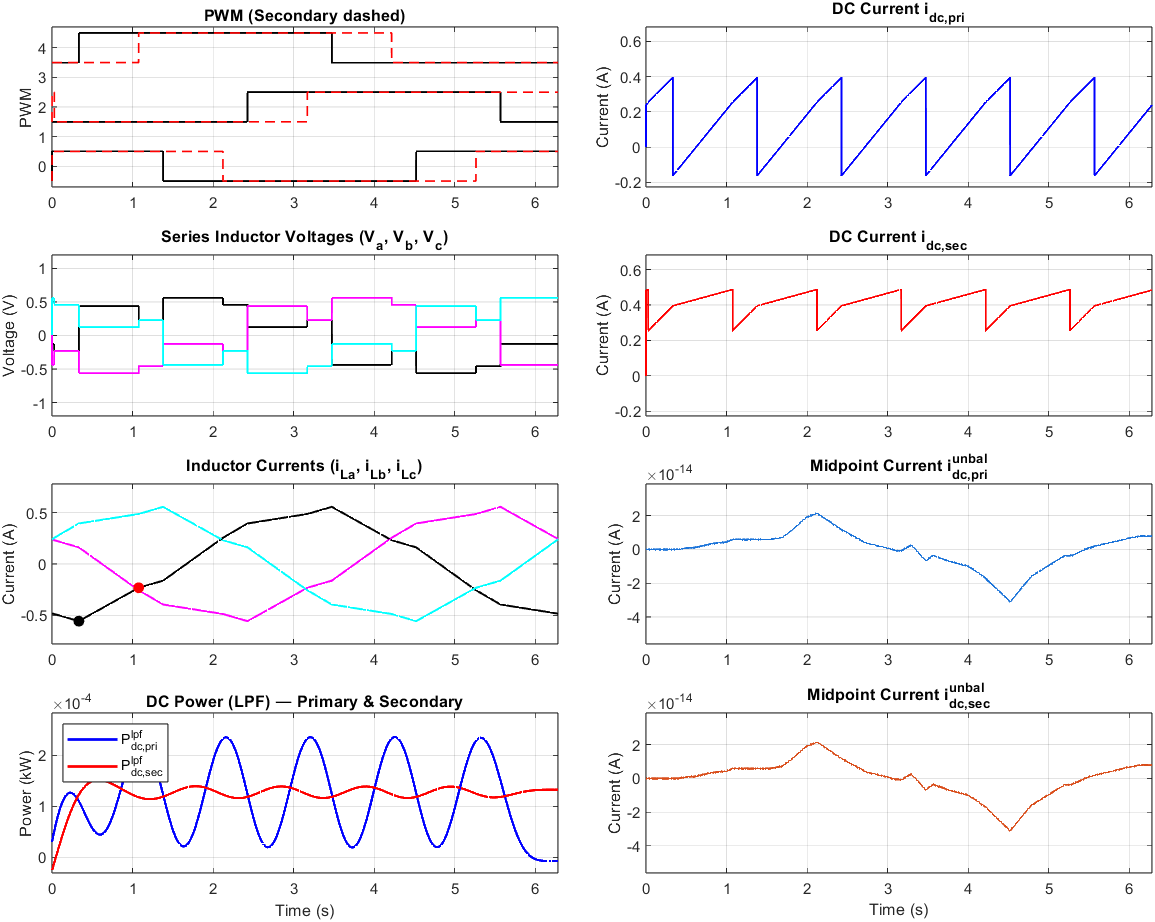 PWM (Secondary dashed)
PWM
4
3
2
1
0
0 1 2 3 4 5 6
DC Current i_dc,pri
Current (A)
0.6
0.4
0.2
0
-0.2
0 1 2 3 4 5 6
Series Inductor Voltages (V_a, V_b, V_c)
Voltage (V)
1
0.5
0
-0.5
-1
0 1 2 3 4 5 6
DC Current i_dc,sec
Current (A)
0.6
0.4
0.2
0
-0.2
0 1 2 3 4 5 6
Inductor Currents (i_La, i_Lb, i_Lc)
Current (A)
0.5
0
-0.5
0 1 2 3 4 5 6
Midpoint Current i_dc,pri^unbal
×10^-14
Current (A)
2
0
-2
-4
0 1 2 3 4 5 6
DC Power (LPF) — Primary & Secondary
×10^-4
P_dc,pri^lpf
P_dc,sec^lpf
Power (kW)
2
1
0
0 1 2 3 4 5 6
Time (s)
Midpoint Current i_dc,sec^unbal
×10^-14
Current (A)
2
0
-2
-4
0 1 2 3 4 5 6
Time (s)